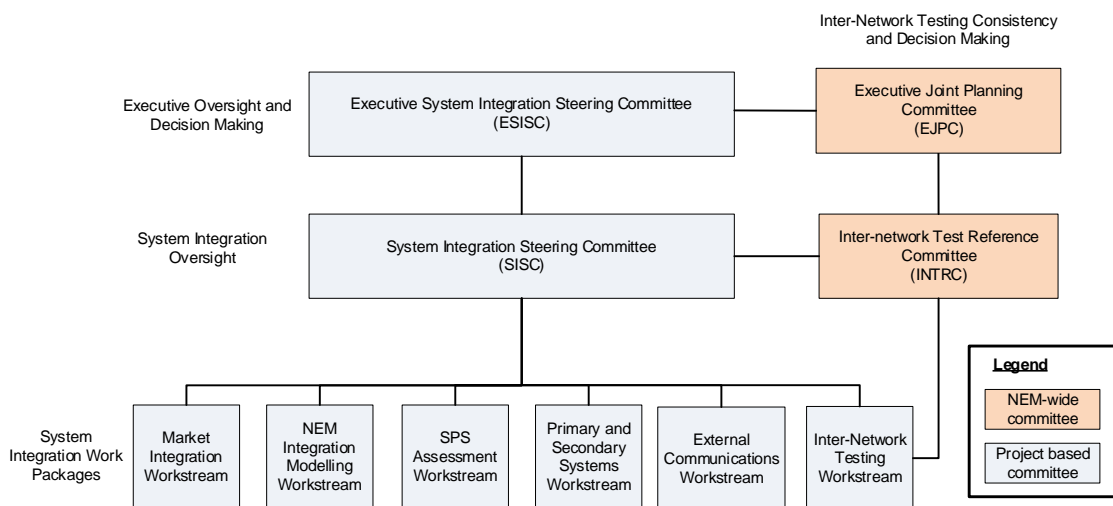 Inter-Network Testing Consistency
and Decision Making
Executive Oversight and
Decision Making
Executive System Integration Steering Committee
(ESISC)
Executive Joint Planning
Committee
(EJPC)
System Integration
Oversight
System Integration Steering Committee
(SISC)
Inter-network Test Reference
Committee
(INTRC)
System
Integration Work
Packages
Market
Integration
Workstream
NEM
Integration
Modelling
Workstream
SPS
Assessment
Workstream
Primary and
Secondary
Systems
Workstream
External
Communications
Workstream
Inter-Network
Testing
Workstream
Legend
NEM-wide
committee
Project based
committee